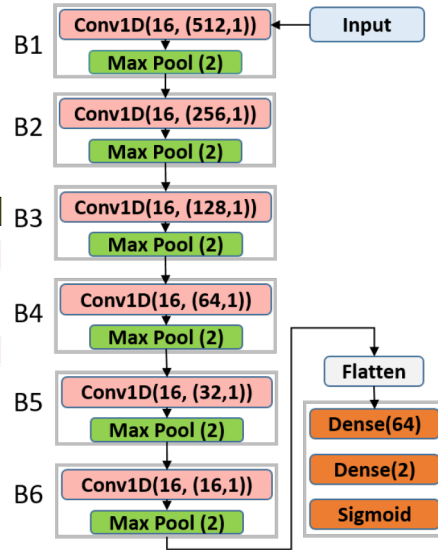 B1
Conv1D(16, (512,1))
Input
Max Pool (2)
B2
Conv1D(16, (256,1))
Max Pool (2)
B3
Conv1D(16, (128,1))
Max Pool (2)
B4
Conv1D(16, (64,1))
Max Pool (2)
B5
Conv1D(16, (32,1))
Max Pool (2)
B6
Conv1D(16, (16,1))
Max Pool (2)
Flatten
Dense(64)
Dense(2)
Sigmoid